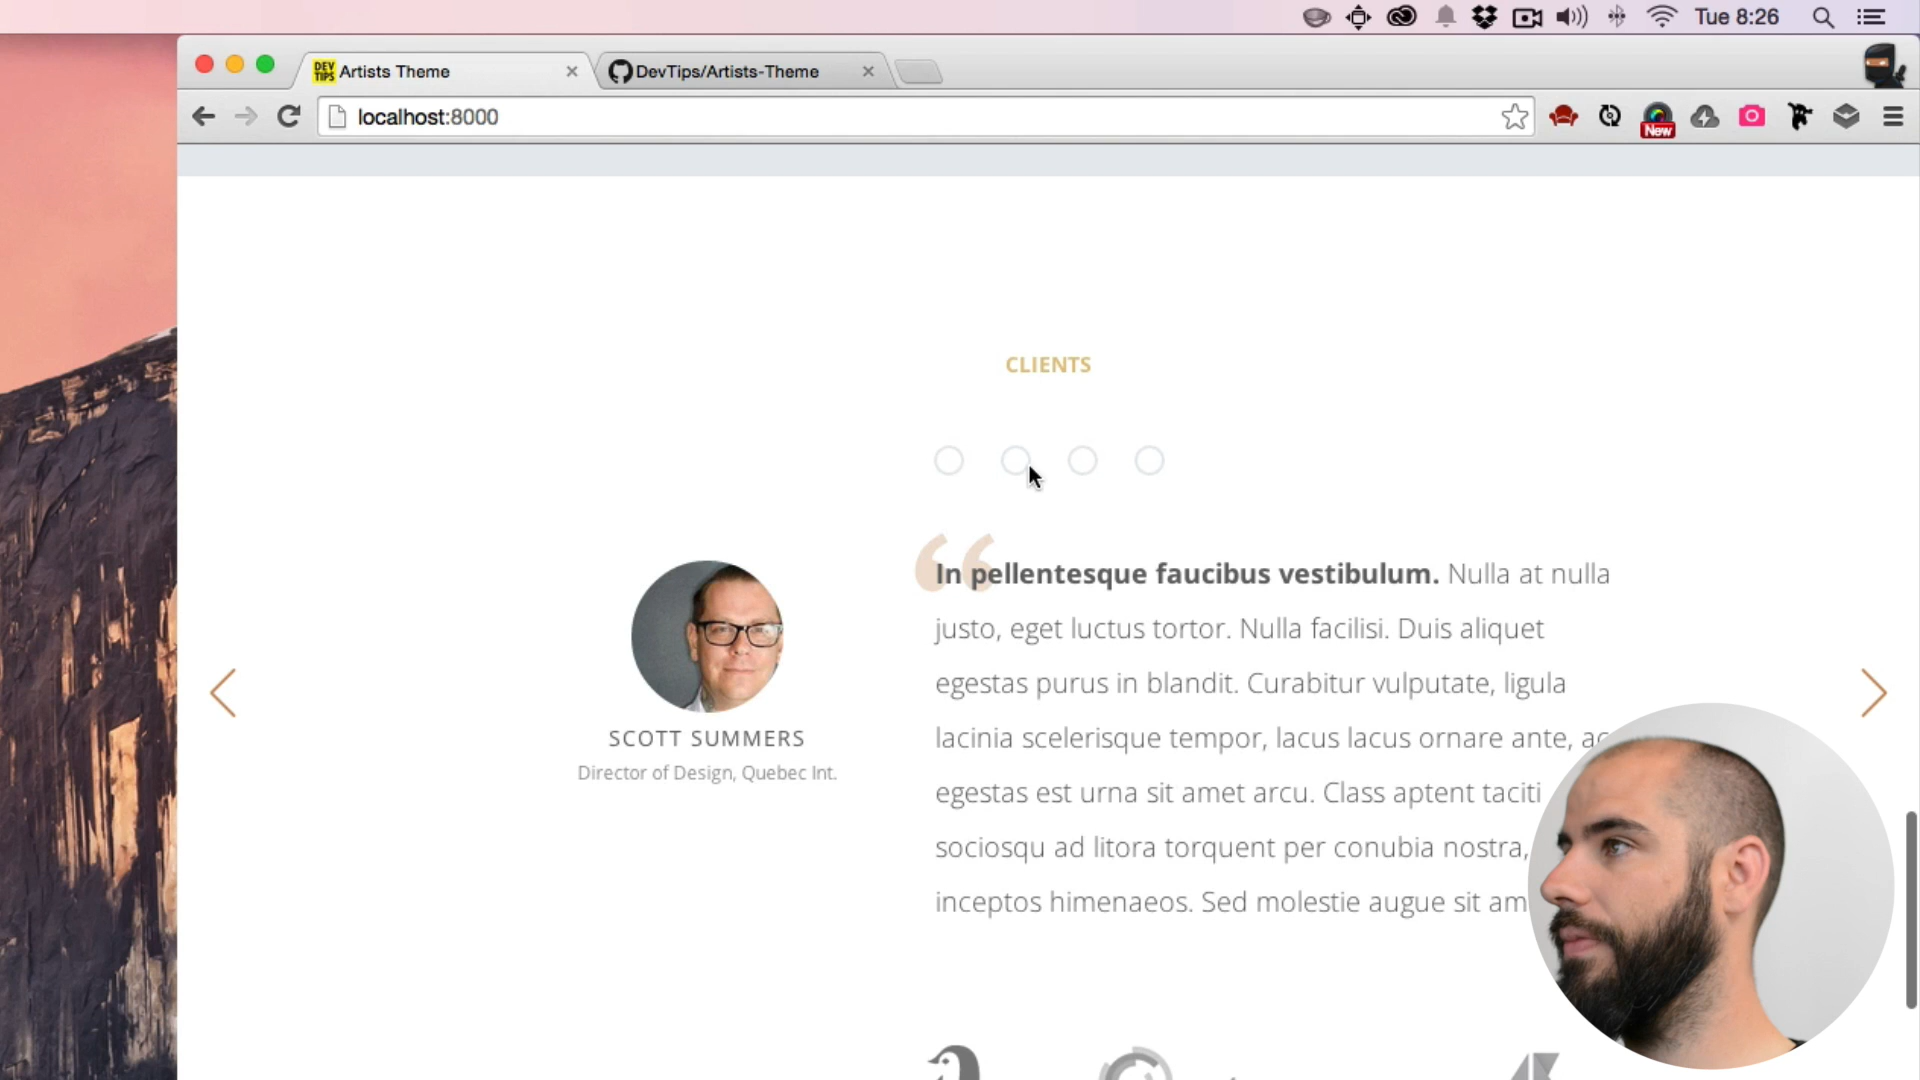 Tue 8:26
DEV TIPS Artists Theme
DevTips/Artists-Theme
localhost:8000
New
CLIENTS
“
In pellentesque faucibus vestibulum. Nulla at nulla
justo, eget luctus tortor. Nulla facilisi. Duis aliquet
egestas purus in blandit. Curabitur vulputate, ligula
lacinia scelerisque tempor, lacus lacus ornare ante, ac
egestas est urna sit amet arcu. Class aptent taciti
sociosqu ad litora torquent per conubia nostra,
inceptos himenaeos. Sed molestie augue sit am
SCOTT SUMMERS
Director of Design, Quebec Int.